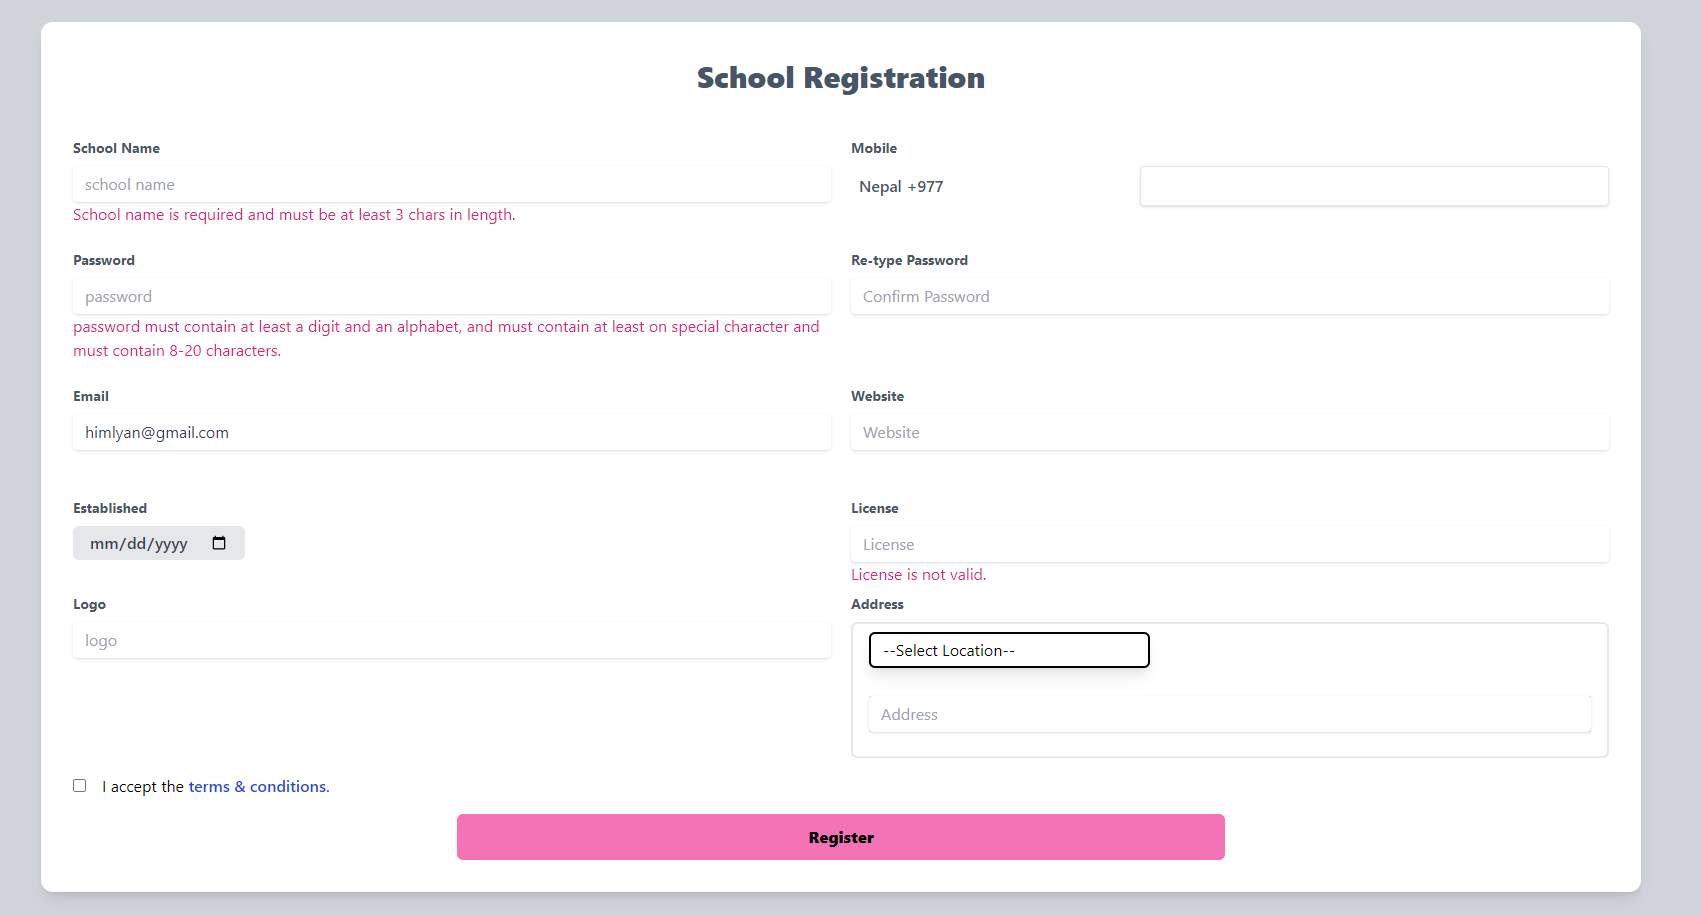 School Registration
School Name
school name
School name is required and must be at least 3 chars in length.
Mobile
Nepal +977
Password
password
password must contain at least a digit and an alphabet, and must contain at least on special character and
must contain 8-20 characters.
Re-type Password
Confirm Password
Email
himlyan@gmail.com
Website
Website
Established
mm/dd/yyyy
License
License
License is not valid.
Logo
logo
Address
--Select Location--
Address
I accept the terms & conditions.
Register